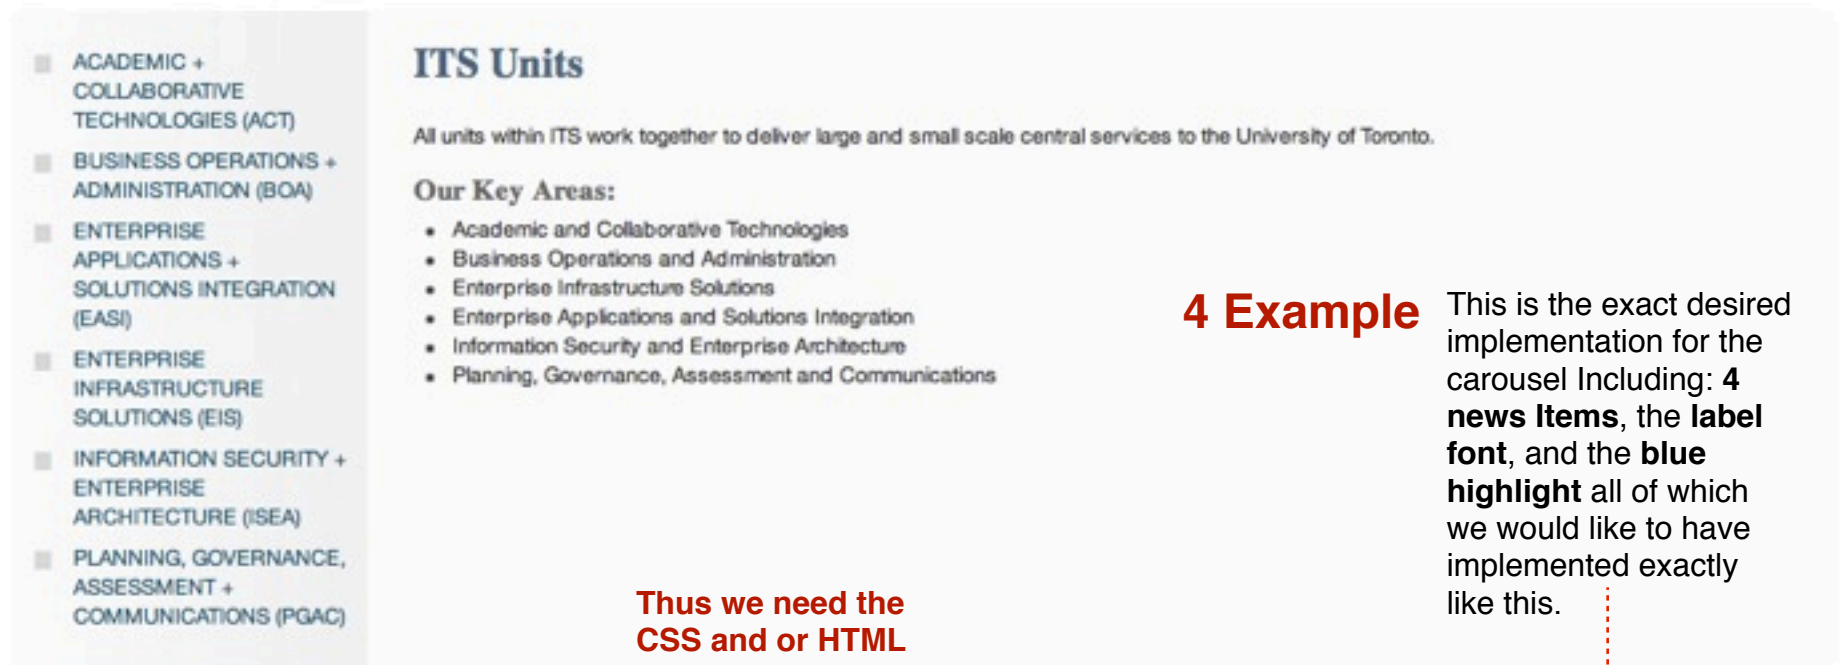 ACADEMIC +
COLLABORATIVE
TECHNOLOGIES (ACT)
BUSINESS OPERATIONS +
ADMINISTRATION (BOA)
ENTERPRISE
APPLICATIONS +
SOLUTIONS INTEGRATION
(EASI)
ENTERPRISE
INFRASTRUCTURE
SOLUTIONS (EIS)
INFORMATION SECURITY +
ENTERPRISE
ARCHITECTURE (ISEA)
PLANNING, GOVERNANCE,
ASSESSMENT +
COMMUNICATIONS (PGAC)
ITS Units
All units within ITS work together to deliver large and small scale central services to the University of Toronto.
Our Key Areas:
• Academic and Collaborative Technologies
• Business Operations and Administration
• Enterprise Infrastructure Solutions
• Enterprise Applications and Solutions Integration
• Information Security and Enterprise Architecture
• Planning, Governance, Assessment and Communications
4 Example
This is the exact desired
implementation for the
carousel Including: 4
news Items, the label
font, and the blue
highlight all of which
we would like to have
implemented exactly
like this.
Thus we need the
CSS and or HTML